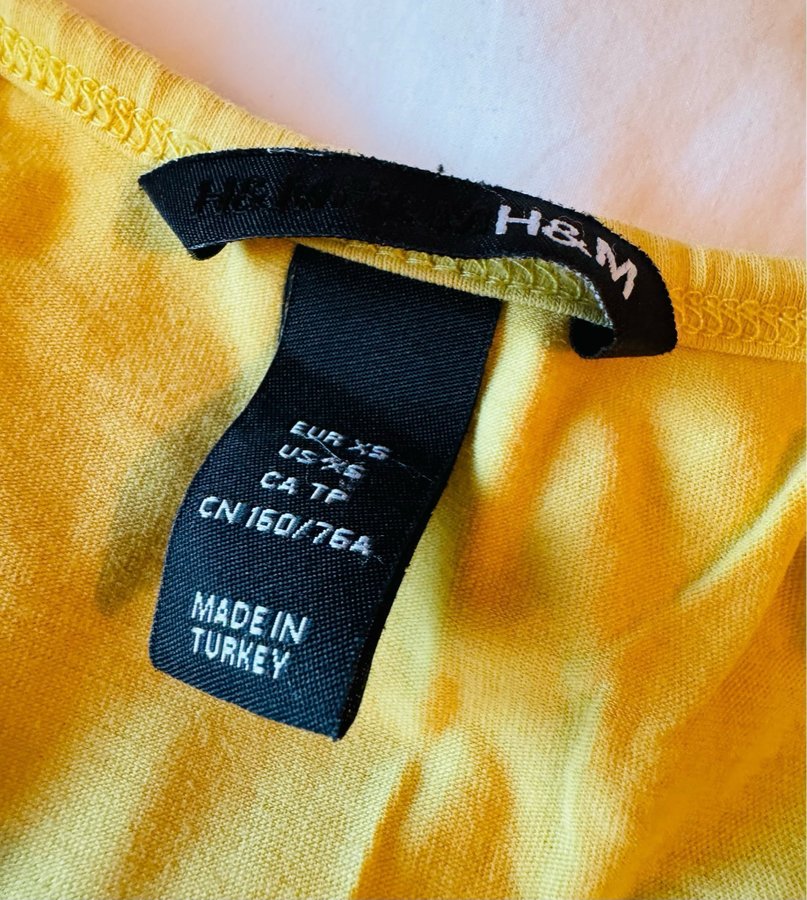 H&M
H&M
EUR XS
US XS
CA TP
CN 160/76A
MADE IN
TURKEY